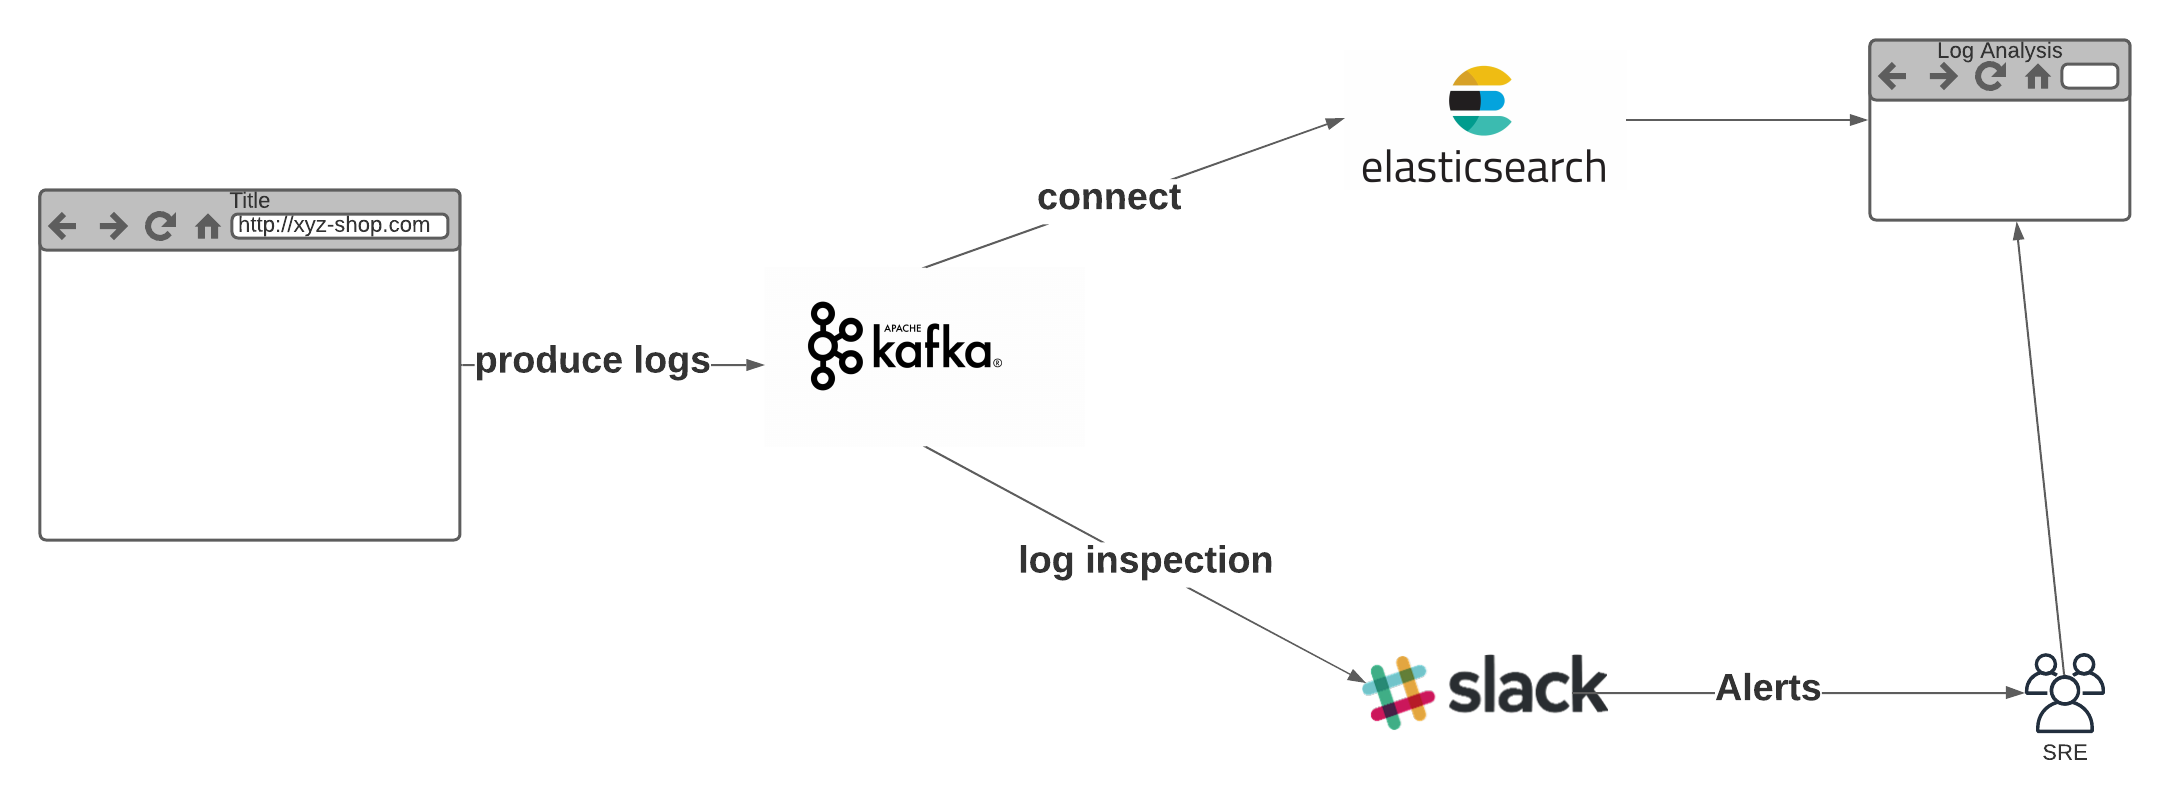 Title
http://xyz-shop.com
produce logs
APACHE
kafka®
connect
elasticsearch
Log Analysis
log inspection
slack
Alerts
SRE